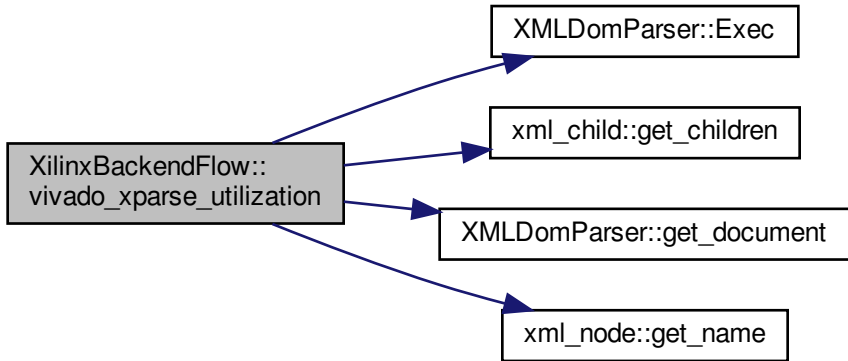 XMLDomParser::Exec
xml_child::get_children
XilinxBackendFlow::
vivado_xparse_utilization
XMLDomParser::get_document
xml_node::get_name